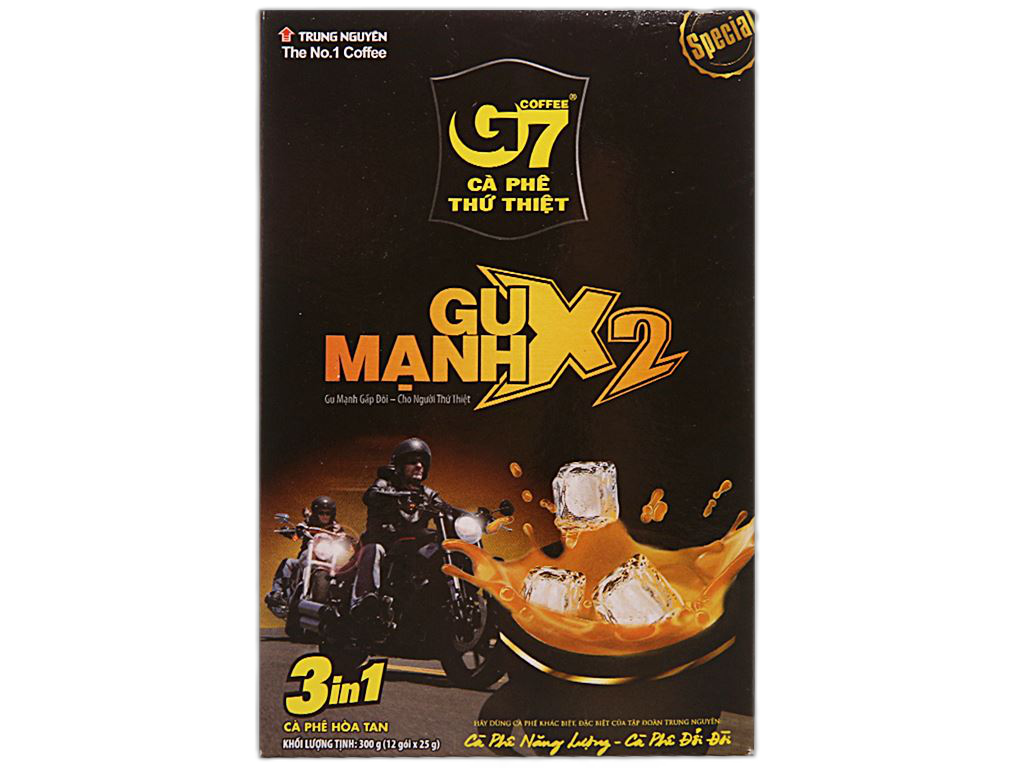 TRUNG NGUYÊN
The No.1 Coffee
Special
COFFEE ®
G7
CÀ PHÊ
THỨ THIỆT
GU X2
MẠNH
Gu Mạnh Gấp Đôi – Cho Người Thứ Thiệt
3in1
CÀ PHÊ HÒA TAN
KHỐI LƯỢNG TỊNH: 300 g (12 gói x 25 g)
HÃY DÙNG CÀ PHÊ KHÁC BIỆT, ĐẶC BIỆT CỦA TẬP ĐOÀN TRUNG NGUYÊN
Cà Phê Năng Lượng - Cà Phê Đổi Đời